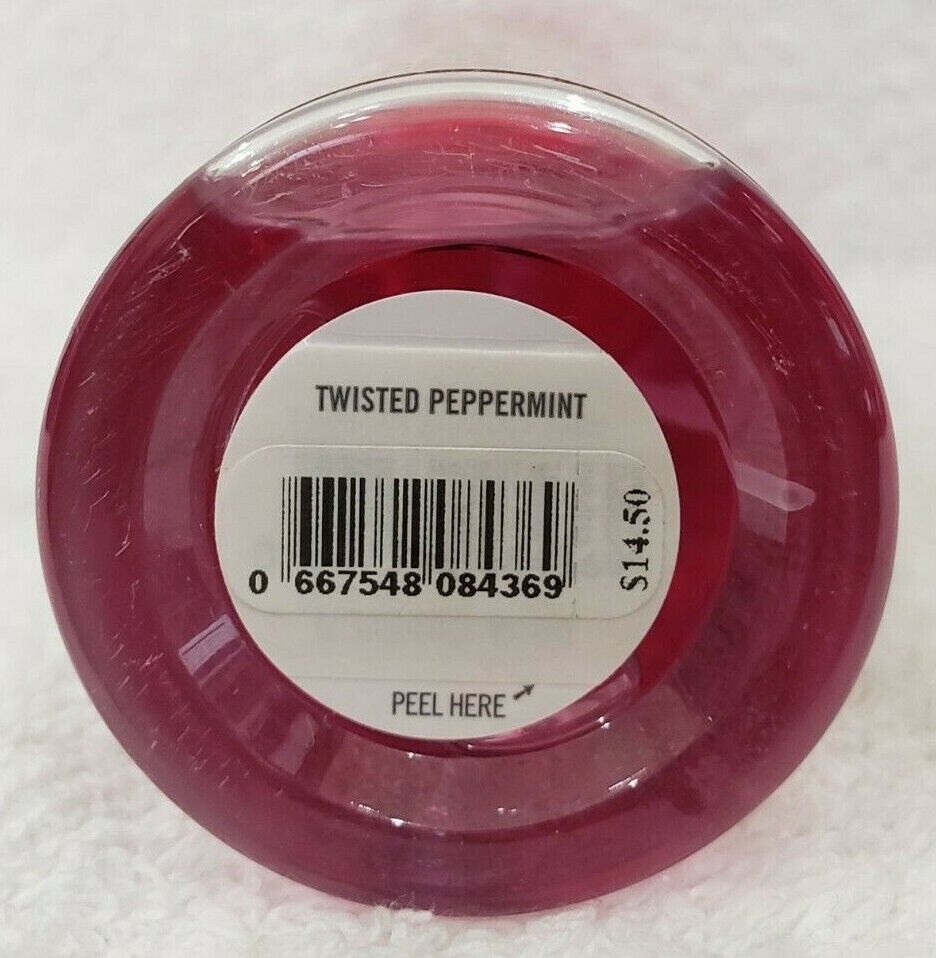 TWISTED PEPPERMINT
0 667548 084369
$14.50
PEEL HERE